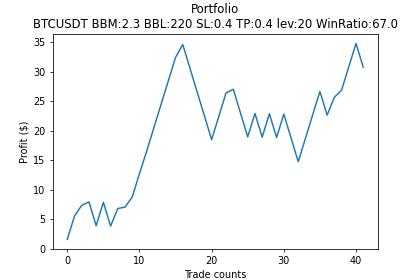 Portfolio
BTCUSDT BBM:2.3 BBL:220 SL:0.4 TP:0.4 lev:20 WinRatio:67.0
35
30
25
20
15
10
5
0
Profit ($)
0 10 20 30 40
Trade counts